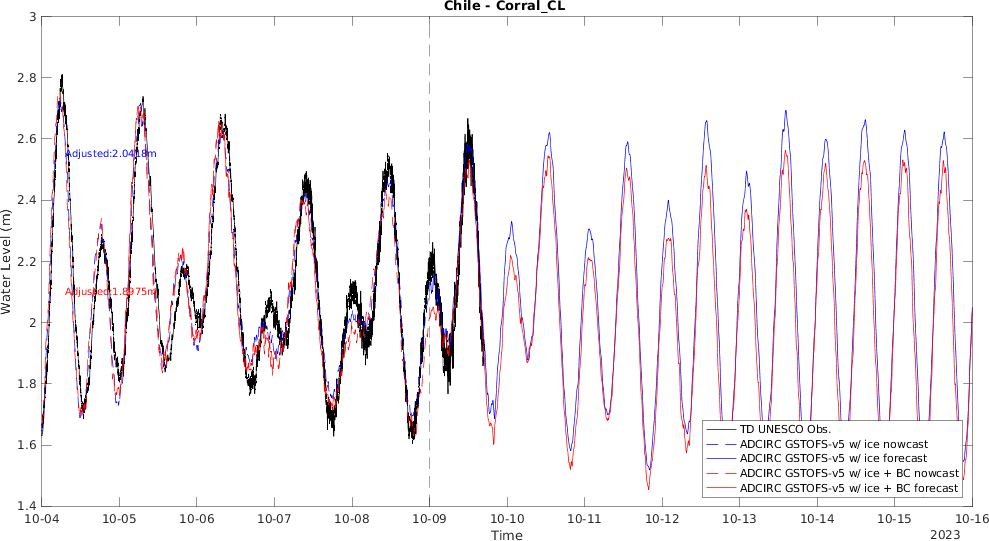 Chile - Corral_CL
3
2.8
2.6
2.4
2.2
2
1.8
1.6
1.4
Water Level (m)
Adjusted:2.0418m
Adjusted:1.8975m
TD UNESCO Obs.
ADCIRC GSTOFS-v5 w/ ice nowcast
ADCIRC GSTOFS-v5 w/ ice forecast
ADCIRC GSTOFS-v5 w/ ice + BC nowcast
ADCIRC GSTOFS-v5 w/ ice + BC forecast
10-04 10-05 10-06 10-07 10-08 10-09 10-10 10-11 10-12 10-13 10-14 10-15 10-16
Time
2023